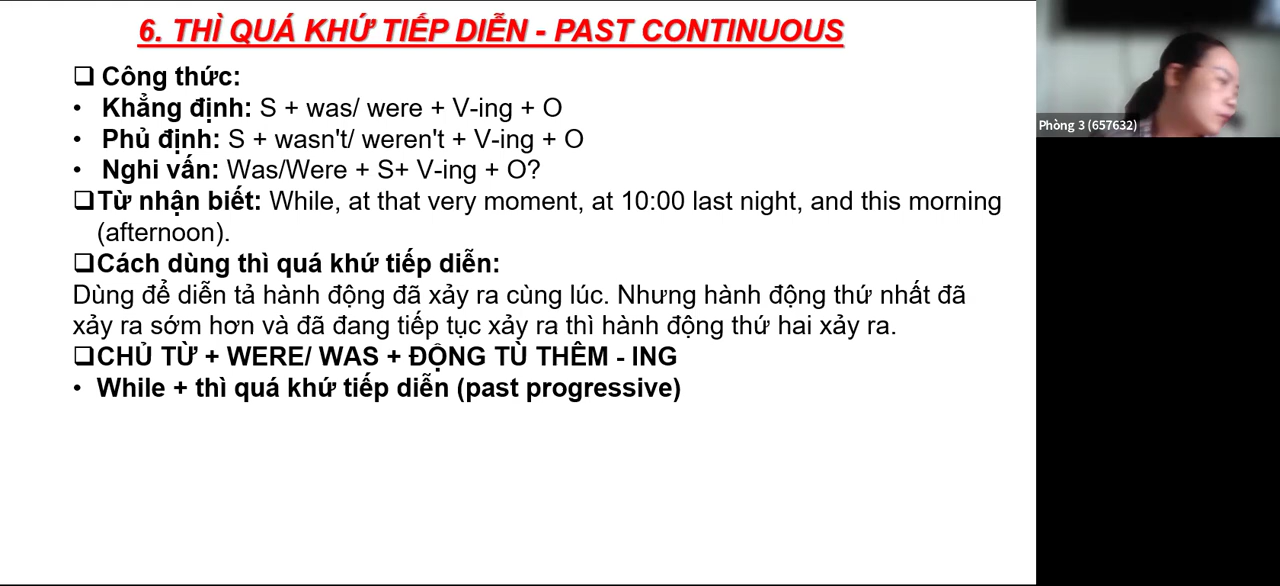 6. THÌ QUÁ KHỨ TIẾP DIỄN - PAST CONTINUOUS
❑ Công thức:
• Khẳng định: S + was/ were + V-ing + O
• Phủ định: S + wasn't/ weren't + V-ing + O
• Nghi vấn: Was/Were + S+ V-ing + O?
❑Từ nhận biết: While, at that very moment, at 10:00 last night, and this morning
(afternoon).
❑Cách dùng thì quá khứ tiếp diễn:
Dùng để diễn tả hành động đã xảy ra cùng lúc. Nhưng hành động thứ nhất đã
xảy ra sớm hơn và đã đang tiếp tục xảy ra thì hành động thứ hai xảy ra.
❑CHỦ TỪ + WERE/ WAS + ĐỘNG TÙ THÊM - ING
• While + thì quá khứ tiếp diễn (past progressive)
Phòng 3 (657632)